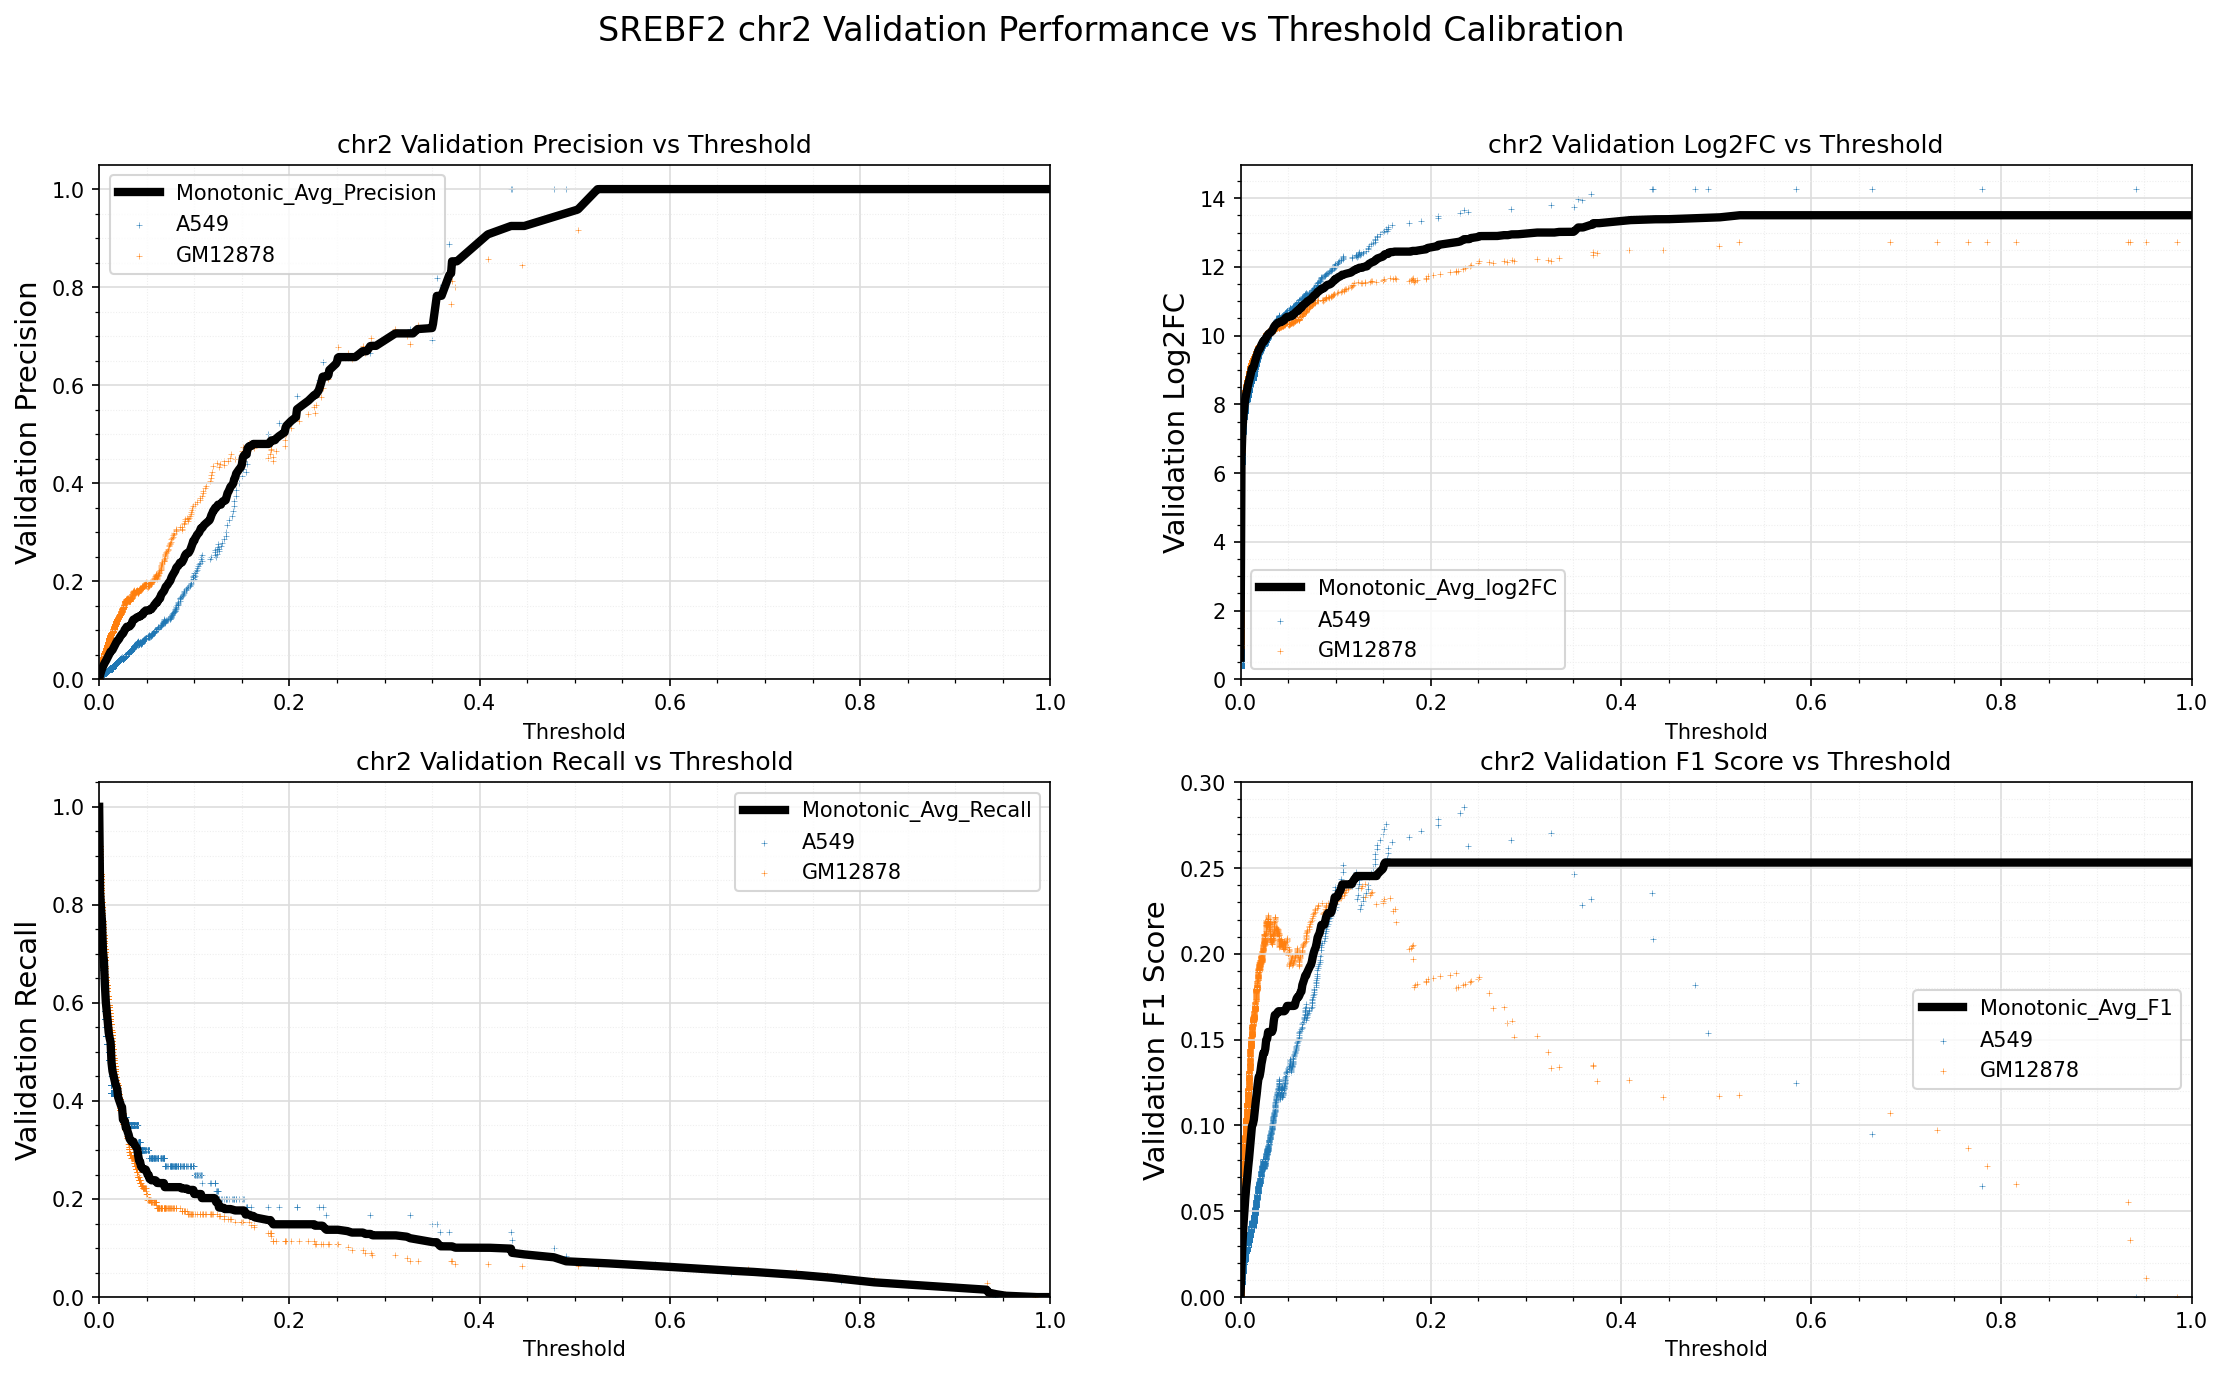 SREBF2 chr2 Validation Performance vs Threshold Calibration
chr2 Validation Precision vs Threshold
Validation Precision
1.0
0.8
0.6
0.4
0.2
0.0
Monotonic_Avg_Precision
A549
GM12878
0.0 0.2 0.4 0.6 0.8 1.0
Threshold
chr2 Validation Log2FC vs Threshold
Validation Log2FC
14
12
10
8
6
4
2
0
Monotonic_Avg_log2FC
A549
GM12878
0.0 0.2 0.4 0.6 0.8 1.0
Threshold
chr2 Validation Recall vs Threshold
Validation Recall
1.0
0.8
0.6
0.4
0.2
0.0
Monotonic_Avg_Recall
A549
GM12878
0.0 0.2 0.4 0.6 0.8 1.0
Threshold
chr2 Validation F1 Score vs Threshold
Validation F1 Score
0.30
0.25
0.20
0.15
0.10
0.05
0.00
Monotonic_Avg_F1
A549
GM12878
0.0 0.2 0.4 0.6 0.8 1.0
Threshold